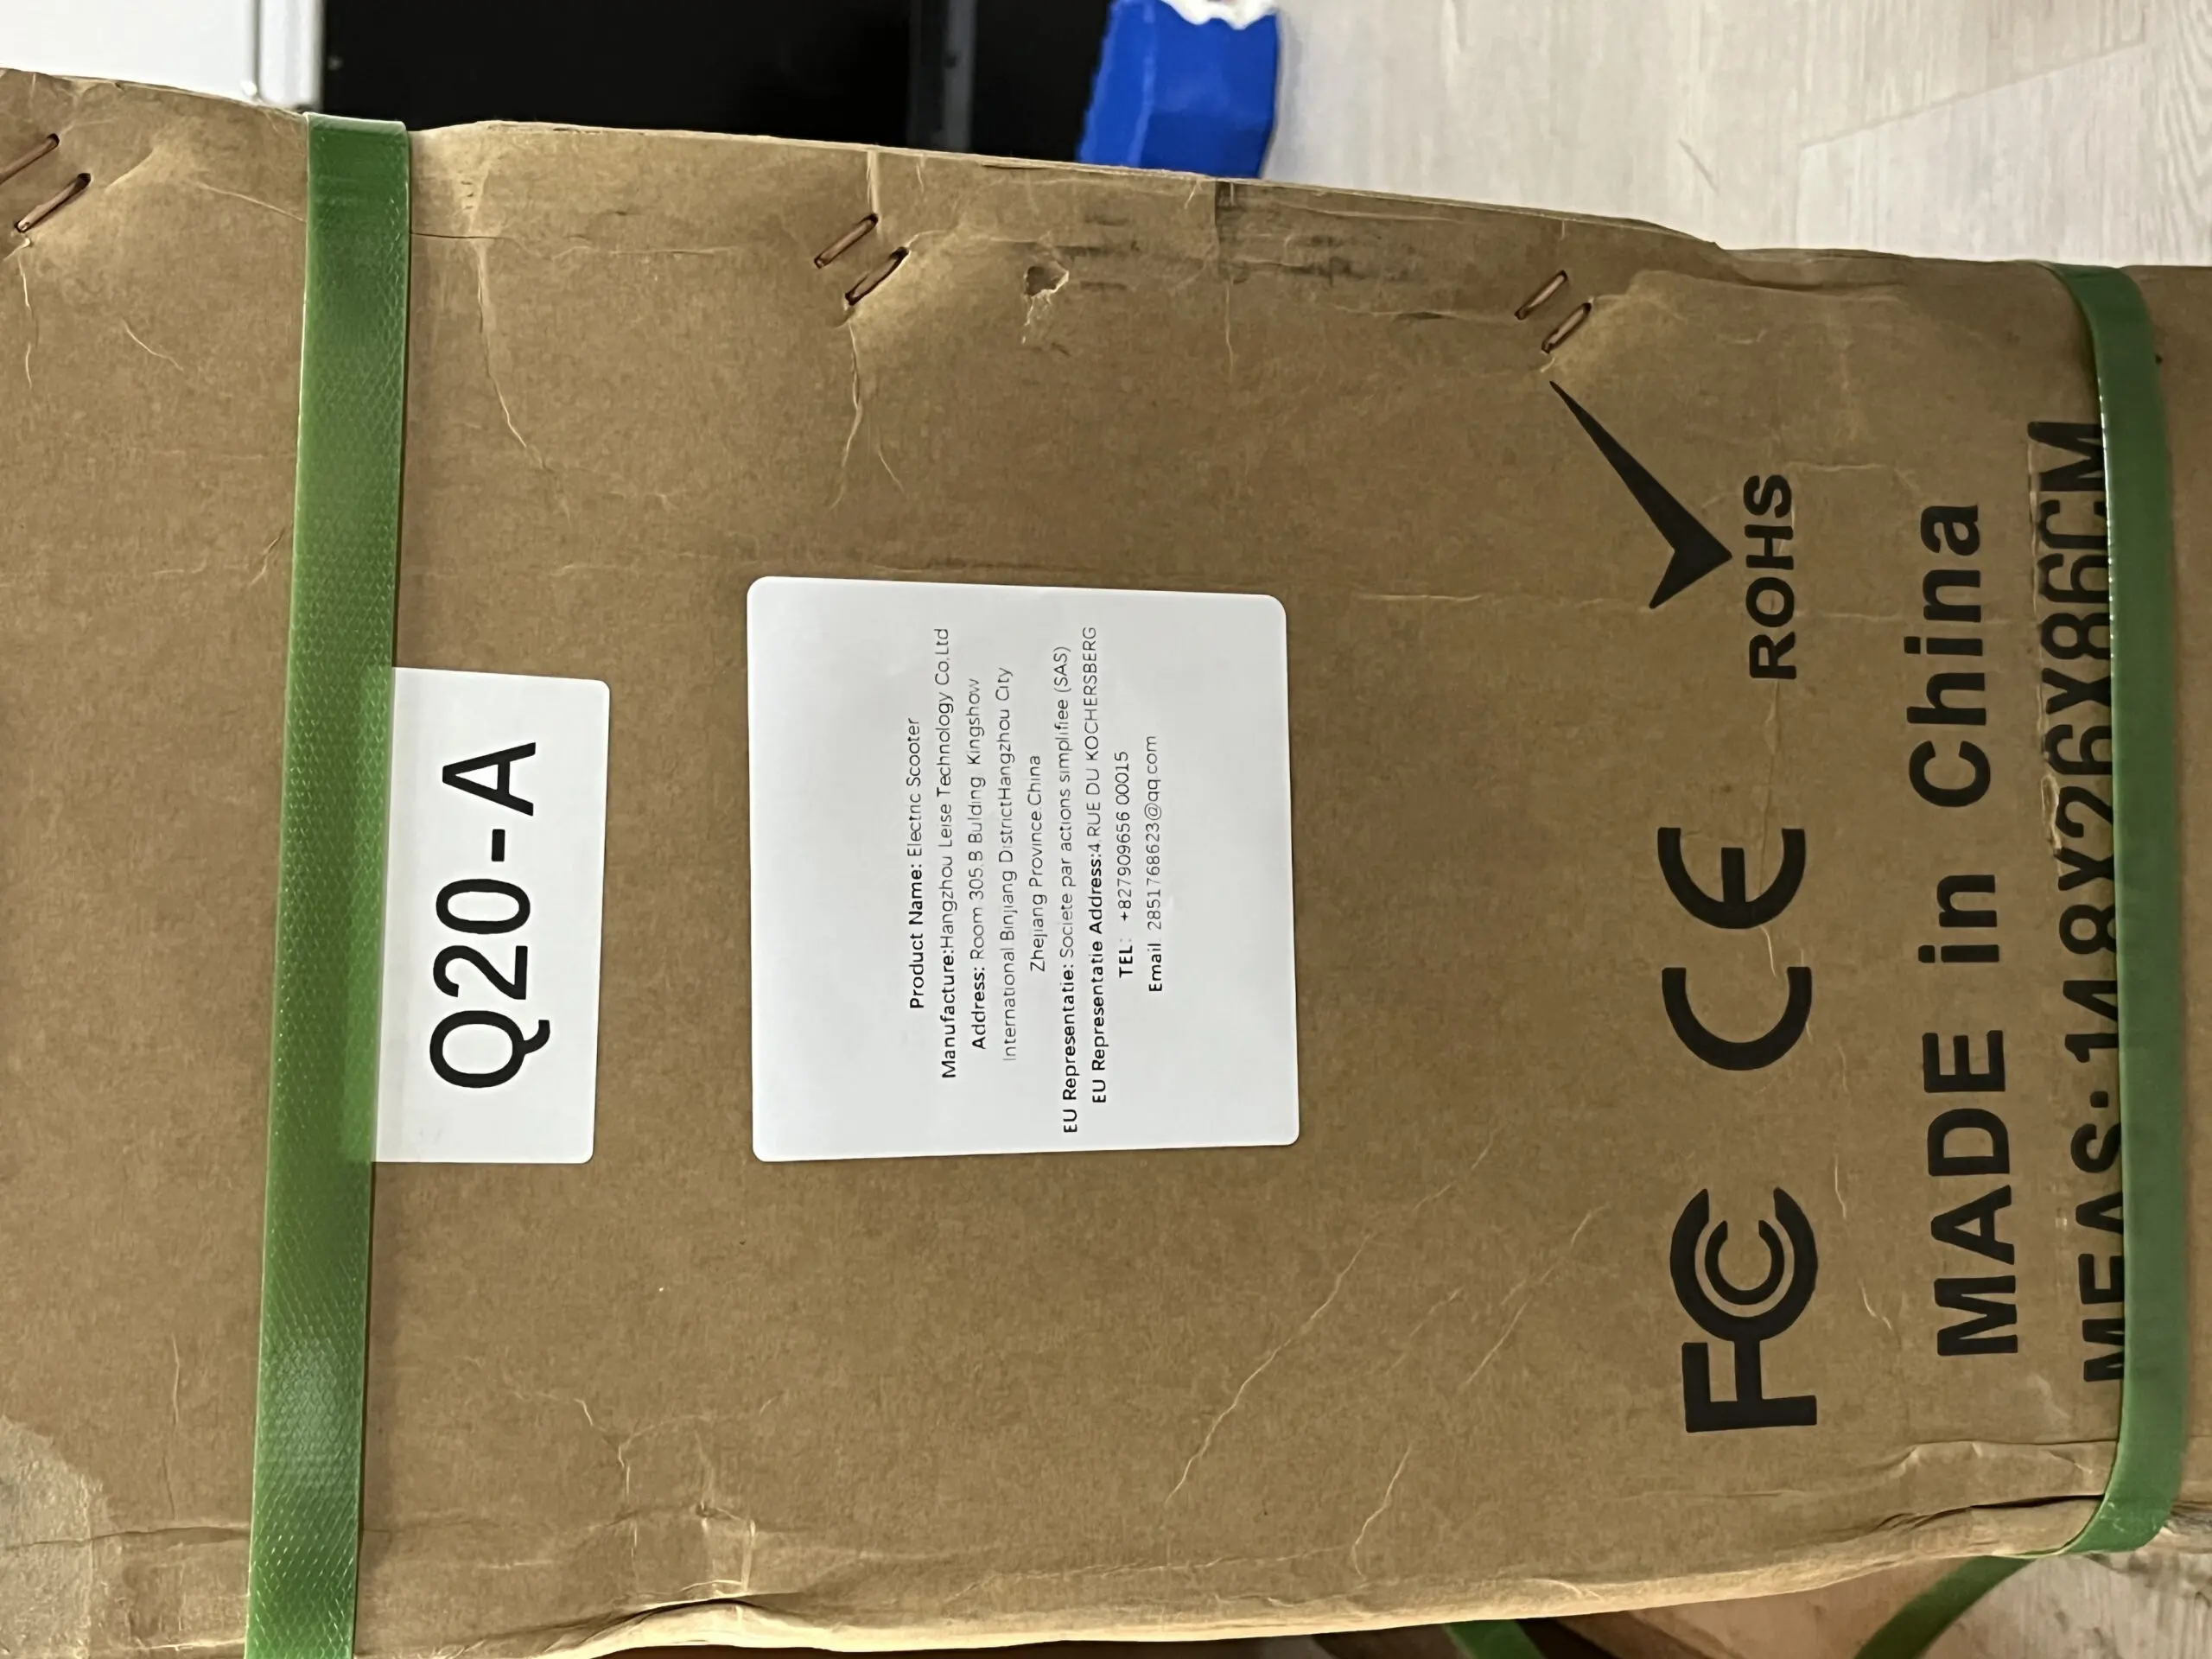 Q20-A
Product Name: Electric Scooter
Manufacture:Hangzhou Leise Technology Co.Ltd
Address: Room 305.B Bulding Kingshow
International Binjiang DistrictHangzhou City
Zhejiang Province.China
EU Representatie: Societe par actions simplifiee (SAS)
EU Representatie Address:4.RUE DU KOCHERSBERG
TEL: +827909656 00015
Email 2851768623@qq.com
FC CE ROHS
MADE in China
MEAS:148X26X86CM